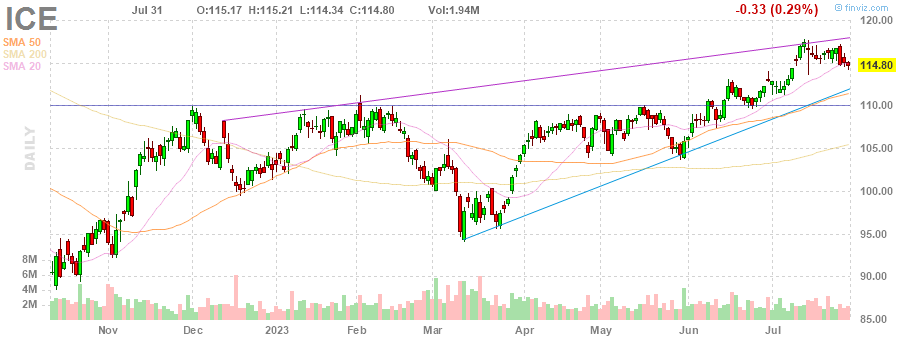 ICE
Jul 31 O:115.17 H:115.21 L:114.34 C:114.80 Vol:1.94M -0.33 (0.29%)
© finviz.com
SMA 50
SMA 200
SMA 20
DAILY
120.00
114.80
110.00
105.00
100.00
95.00
90.00
85.00
8M
6M
4M
2M
Nov Dec 2023 Feb Mar Apr May Jun Jul